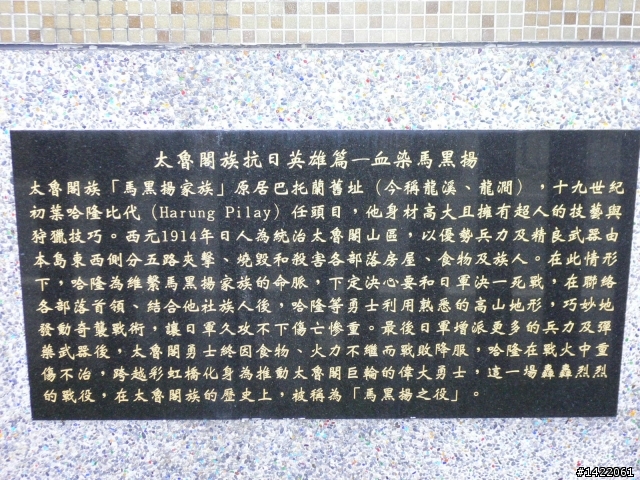 太魯閣族抗日英雄篇—血染馬黑揚
太魯閣族「馬黑揚家族」原居巴托蘭舊址（今稱龍溪、龍澗），十九世紀
初葉哈隆比代（Harung Pilay）任頭目，他身材高大且擁有超人的技藝與
狩獵技巧。西元1914年日人為統治太魯閣山區，以優勢兵力及精良武器由
本島東西側分五路夾擊、燒毀和殺害各部落房屋、食物及族人。在此情形
下，哈隆為維繫馬黑揚家族的命脈，下定決心要和日軍決一死戰，在聯絡
各部落首領、結合他社族人後，哈隆等勇士利用熟悉的高山地形，巧妙地
發動奇襲戰術，讓日軍久攻不下傷亡慘重。最後日軍增派更多的兵力及彈
藥武器後，太魯閣勇士終因食物、火力不繼而戰敗降服，哈隆在戰火中重
傷不治，跨越彩虹橋化身為推動太魯閣巨輪的偉大勇士，這一場轟轟烈烈
的戰役，在太魯閣族的歷史上，被稱為「馬黑揚之役」。
#1422061